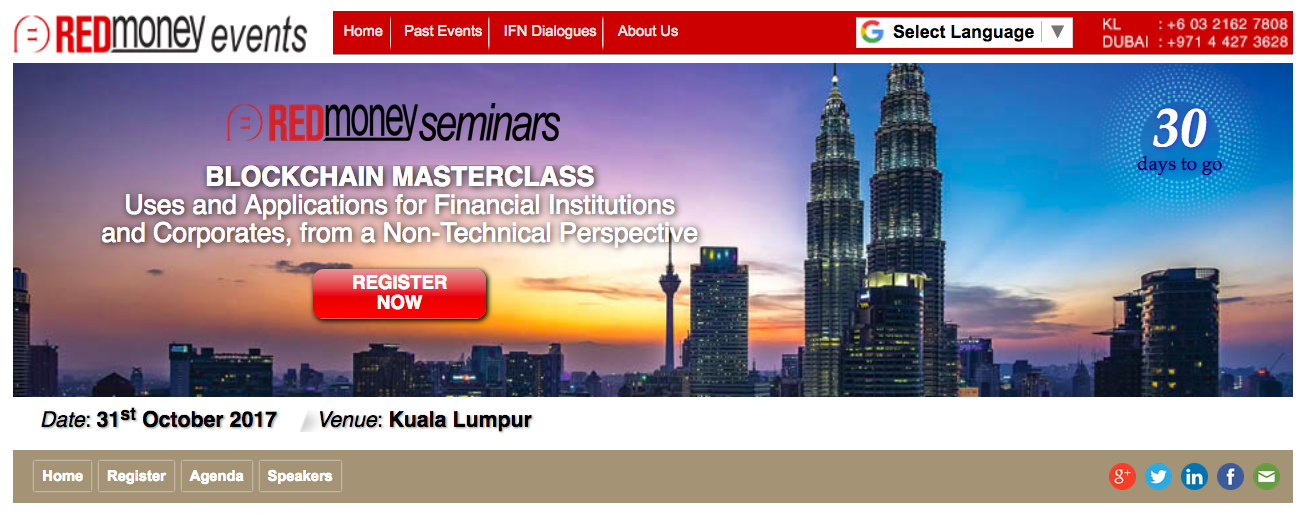 REDmoney events
Home Past Events IFN Dialogues About Us
G Select Language ▼
KL : +6 03 2162 7808
DUBAI : +971 4 427 3628
REDmoney seminars
30
days to go
BLOCKCHAIN MASTERCLASS
Uses and Applications for Financial Institutions
and Corporates, from a Non-Technical Perspective
REGISTER
NOW
Date: 31st October 2017 Venue: Kuala Lumpur
Home Register Agenda Speakers
g+ in f